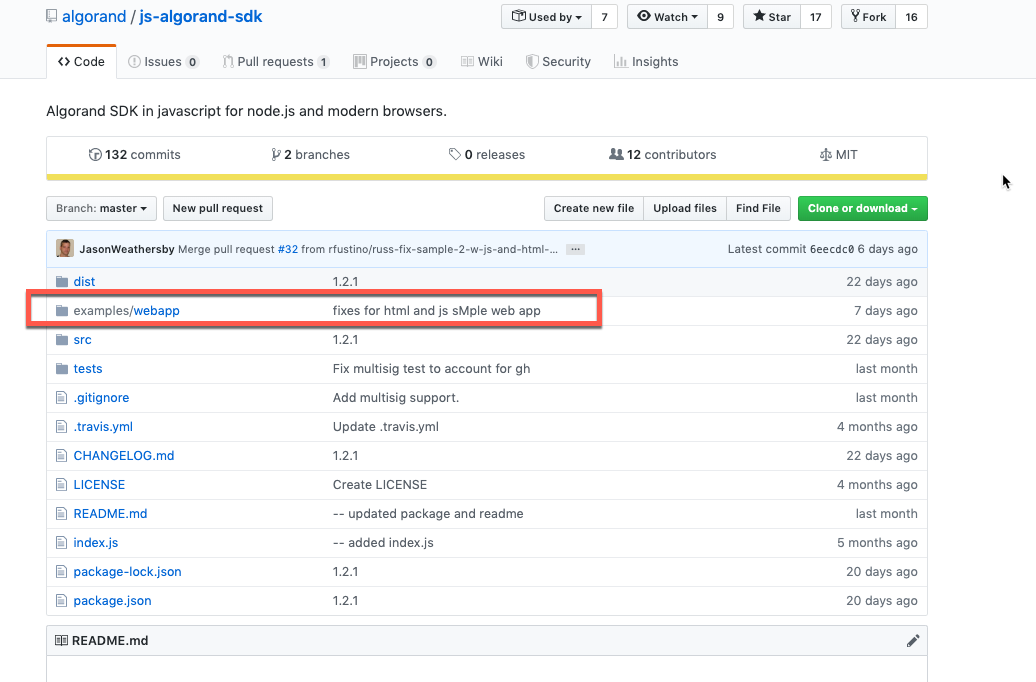 algorand / js-algorand-sdk
Used by 7 Watch 9 Star 17 Fork 16
Code Issues 0 Pull requests 1 Projects 0 Wiki Security Insights
Algorand SDK in javascript for node.js and modern browsers.
132 commits 2 branches 0 releases 12 contributors MIT
Branch: master New pull request Create new file Upload files Find File Clone or download
JasonWeathersby Merge pull request #32 from rfustino/russ-fix-sample-2-w-js-and-html-... ... Latest commit 6eecdc0 6 days ago
dist 1.2.1 22 days ago
examples/webapp fixes for html and js sMple web app 7 days ago
src 1.2.1 22 days ago
tests Fix multisig test to account for gh last month
.gitignore Add multisig support. last month
.travis.yml Update .travis.yml 4 months ago
CHANGELOG.md 1.2.1 22 days ago
LICENSE Create LICENSE 4 months ago
README.md -- updated package and readme last month
index.js -- added index.js 5 months ago
package-lock.json 1.2.1 20 days ago
package.json 1.2.1 20 days ago
README.md